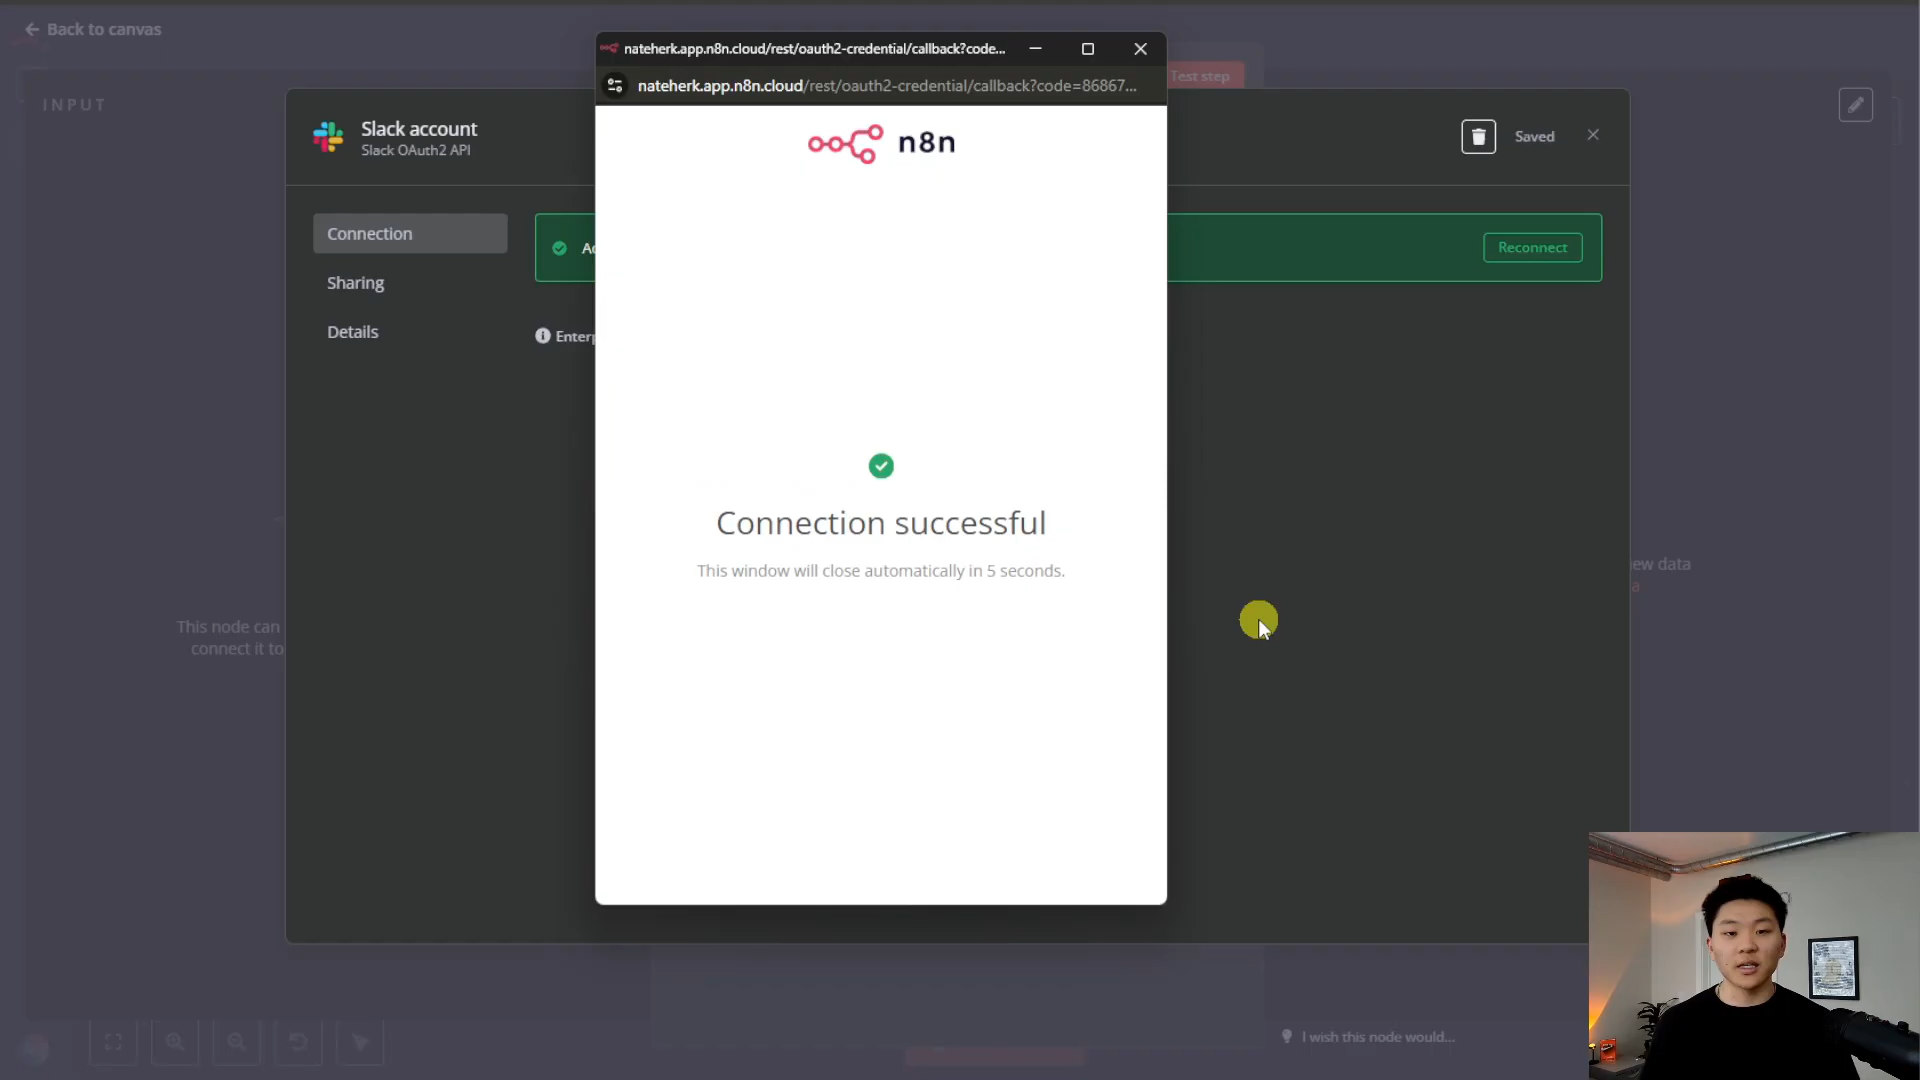 Back to canvas
nateherk.app.n8n.cloud/rest/oauth2-credential/callback?code...
nateherk.app.n8n.cloud/rest/oauth2-credential/callback?code=86867...
Test step
INPUT
n8n
Slack account
Slack OAuth2 API
Saved
Connection
Reconnect
Sharing
Details
Connection successful
This window will close automatically in 5 seconds.
data
This node can
connect it to
I wish this node would...